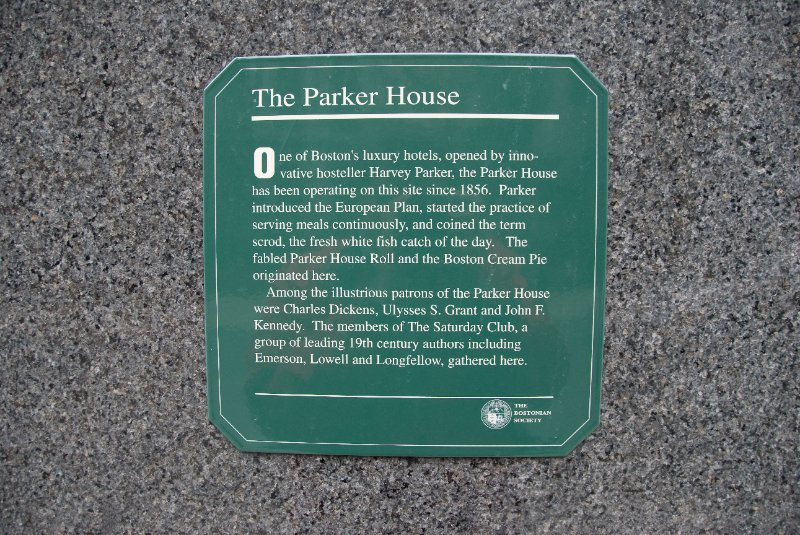 The Parker House
One of Boston's luxury hotels, opened by inno-
vative hosteller Harvey Parker, the Parker House
has been operating on this site since 1856. Parker
introduced the European Plan, started the practice of
serving meals continuously, and coined the term
scrod, the fresh white fish catch of the day. The
fabled Parker House Roll and the Boston Cream Pie
originated here.
Among the illustrious patrons of the Parker House
were Charles Dickens, Ulysses S. Grant and John F.
Kennedy. The members of The Saturday Club, a
group of leading 19th century authors including
Emerson, Lowell and Longfellow, gathered here.
THE
BOSTONIAN
SOCIETY